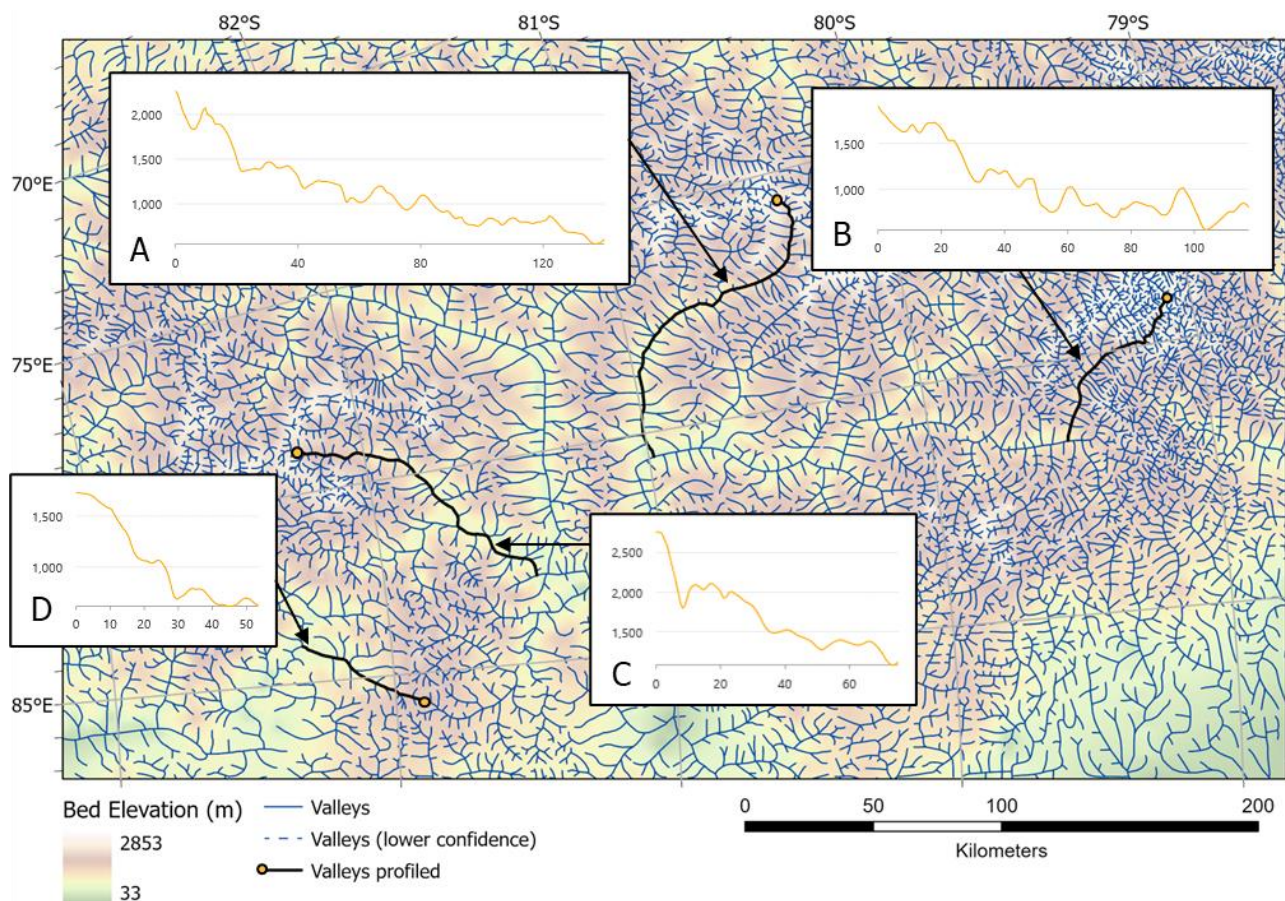 82°S 81°S 80°S 79°S
2,000
1,500
1,000
A
0 40 80 120
1,500
1,000
B
0 20 40 60 80 100
70°E
75°E
1,500
1,000
D
0 10 20 30 40 50
2,500
2,000
1,500
C
0 20 40 60
85°E
Bed Elevation (m)
2853
33
Valleys
Valleys (lower confidence)
Valleys profiled
0 50 100 200
Kilometers